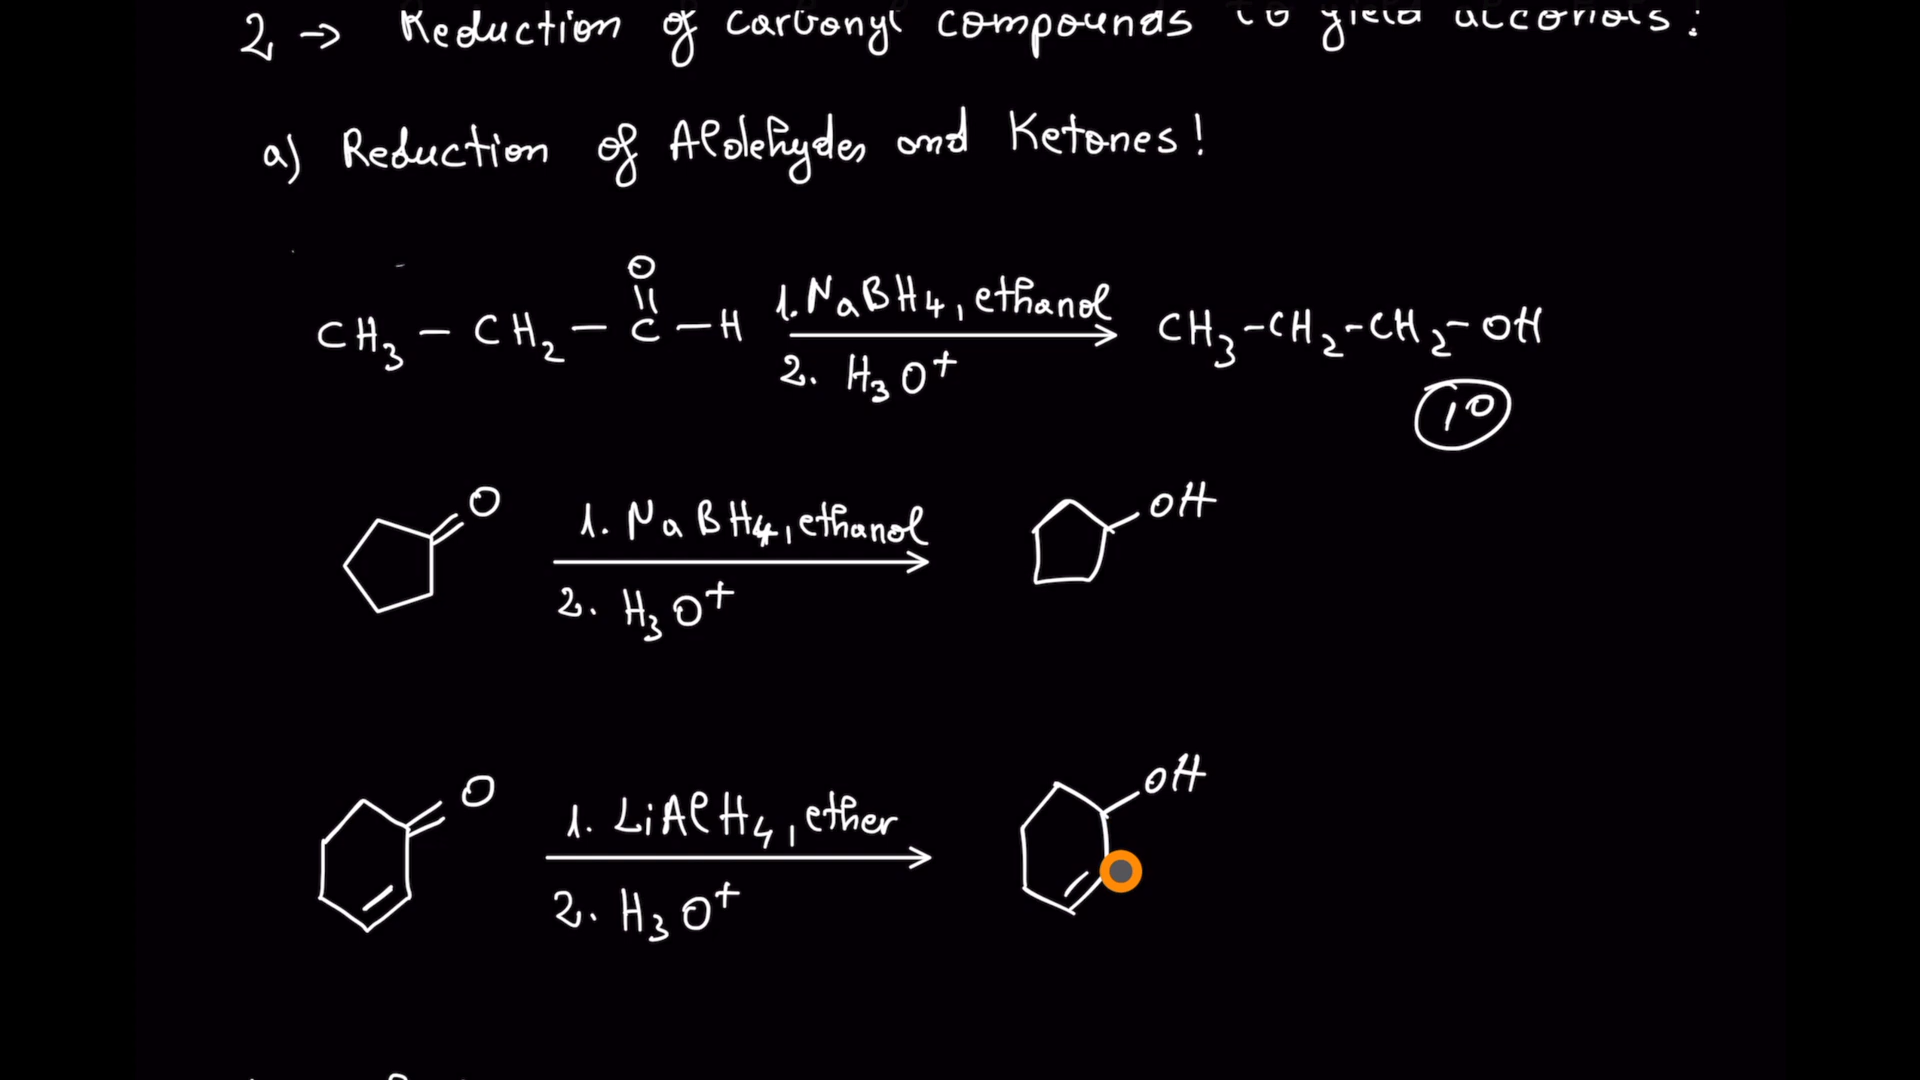 2 → Reduction of carbonyl compounds to yield alcohols:
a) Reduction of Aldehydes and Ketones!
O
CH3 – CH2 – C – H 1. NaBH4, ethanol CH3-CH2-CH2-OH
2. H3O+
1°
O 1. NaBH4, ethanol OH
2. H3O+
O 1. LiAlH4, ether OH
2. H3O+